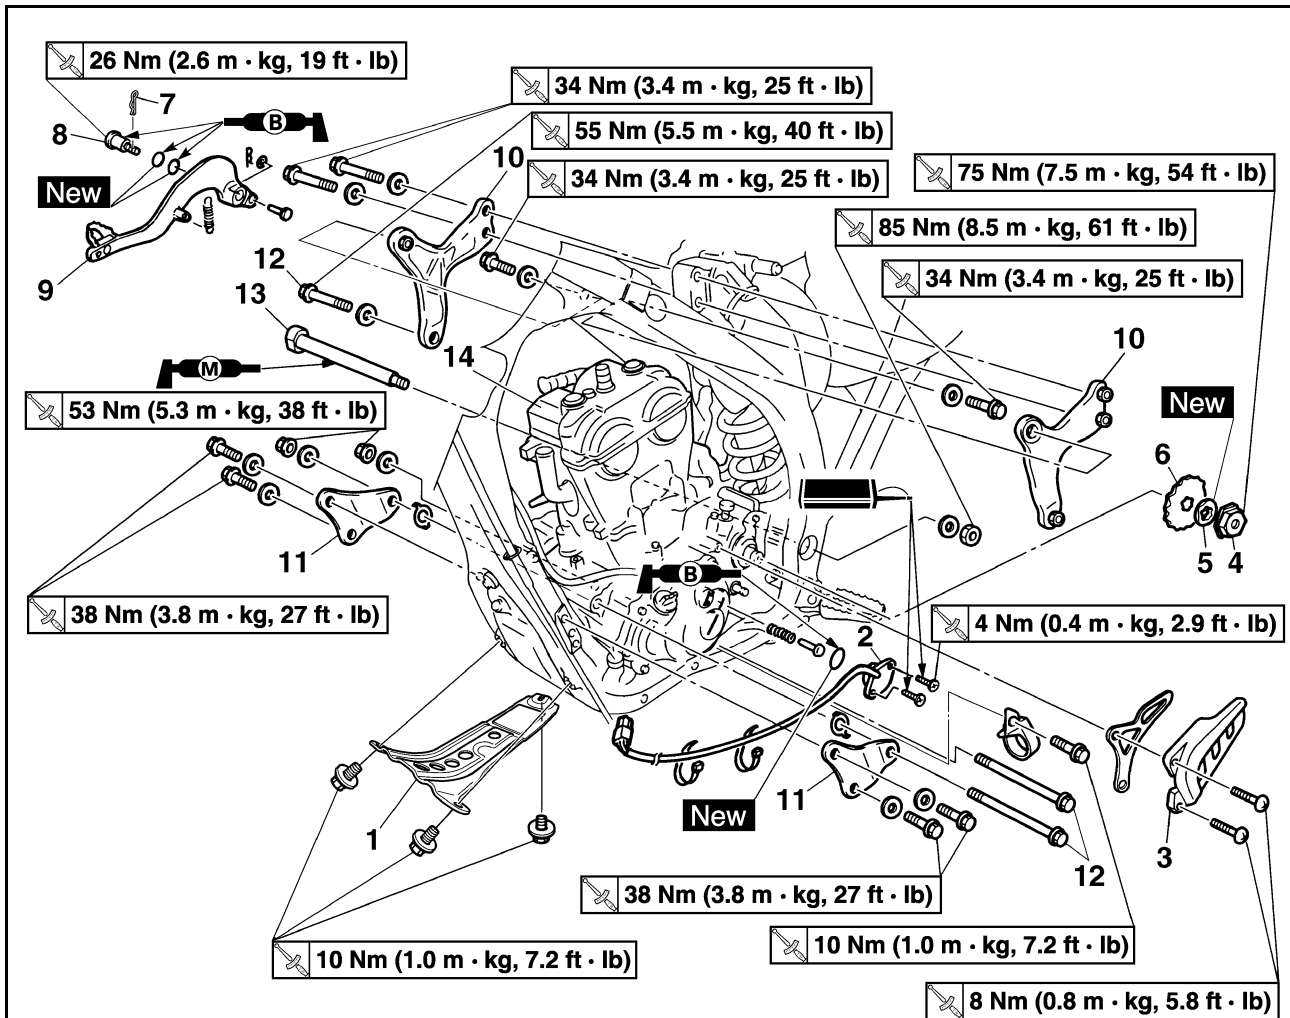 26 Nm (2.6 m · kg, 19 ft · lb)
34 Nm (3.4 m · kg, 25 ft · lb)
7
B
8
55 Nm (5.5 m · kg, 40 ft · lb)
10
34 Nm (3.4 m · kg, 25 ft · lb)
75 Nm (7.5 m · kg, 54 ft · lb)
New
85 Nm (8.5 m · kg, 61 ft · lb)
12
34 Nm (3.4 m · kg, 25 ft · lb)
9
13
10
14
M
53 Nm (5.3 m · kg, 38 ft · lb)
New
6
11
5
4
B
38 Nm (3.8 m · kg, 27 ft · lb)
4 Nm (0.4 m · kg, 2.9 ft · lb)
2
11
New
1
3
12
38 Nm (3.8 m · kg, 27 ft · lb)
10 Nm (1.0 m · kg, 7.2 ft · lb)
10 Nm (1.0 m · kg, 7.2 ft · lb)
8 Nm (0.8 m · kg, 5.8 ft · lb)